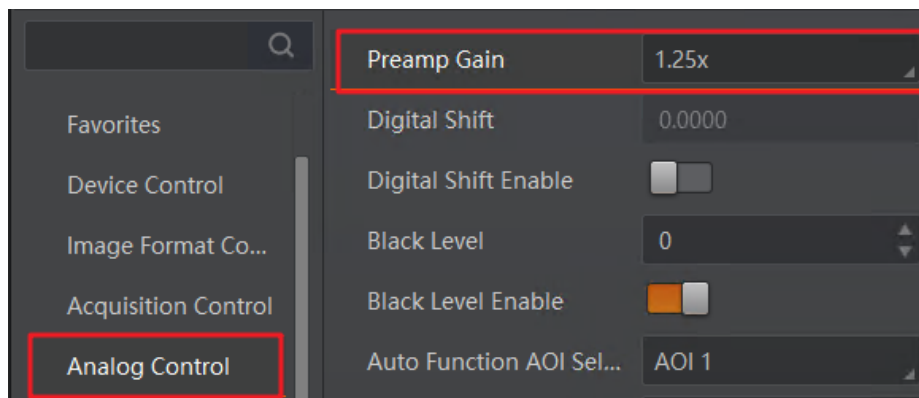 Preamp Gain 1.25x
Favorites Digital Shift 0.0000
Device Control Digital Shift Enable
Image Format Co... Black Level 0
Acquisition Control Black Level Enable
Analog Control Auto Function AOI Sel... AOI 1